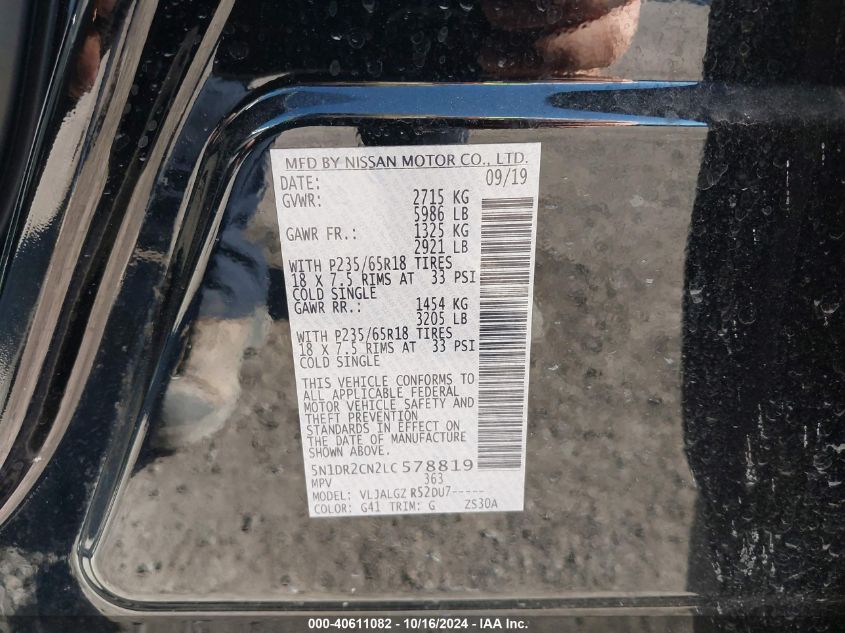 MFD BY NISSAN MOTOR CO., LTD.
DATE: 09/19
GVWR: 2715 KG
5986 LB
GAWR FR.: 1325 KG
2921 LB
WITH P235/65R18 TIRES
18 X 7.5 RIMS AT 33 PSI
COLD SINGLE
GAWR RR.: 1454 KG
3205 LB
WITH P235/65R18 TIRES
18 X 7.5 RIMS AT 33 PSI
COLD SINGLE
THIS VEHICLE CONFORMS TO
ALL APPLICABLE FEDERAL
MOTOR VEHICLE SAFETY AND
THEFT PREVENTION
STANDARDS IN EFFECT ON
THE DATE OF MANUFACTURE
SHOWN ABOVE.
5N1DR2CN2LC578819
MPV 363
MODEL: VLJALGZ R52DU7-----
COLOR: G41 TRIM: G ZS30A
000-40611082 - 10/16/2024 - IAA Inc.